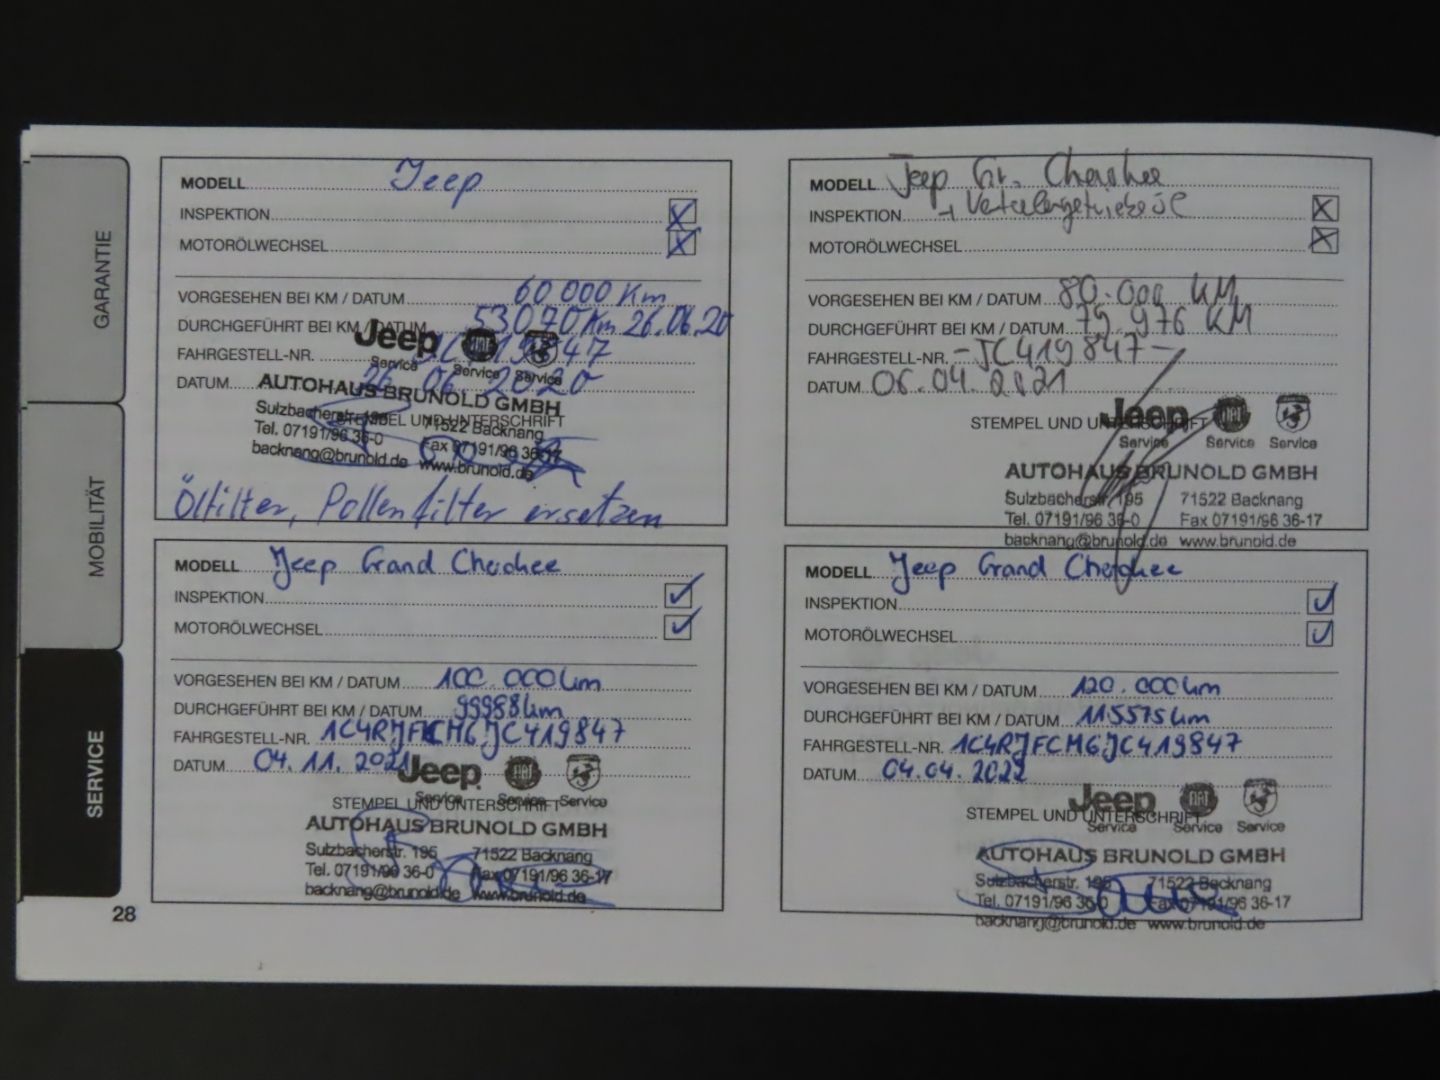 GARANTIE
MOBILITÄT
SERVICE
MODELL Jeep
INSPEKTION X
MOTORÖLWECHSEL X
VORGESEHEN BEI KM / DATUM 60 000 Km
DURCHGEFÜHRT BEI KM / DATUM 53070 Km 26.06.20
FAHRGESTELL-NR. JC419847
DATUM 26.06.2020
Jeep FIAT
Service Service Service
STEMPEL UND UNTERSCHRIFT
AUTOHAUS BRUNOLD GMBH
Sulzbacherstr. 195 71522 Backnang
Tel. 07191/96 36-0 Fax 07191/96 36-17
backnang@brunold.de www.brunold.de
Ölfilter, Pollenfilter ersetzen
MODELL Jeep Gr. Cherokee
INSPEKTION + Verteilergetriebeöl X
MOTORÖLWECHSEL X
VORGESEHEN BEI KM / DATUM 80.000 KM
DURCHGEFÜHRT BEI KM / DATUM 79.976 KM
FAHRGESTELL-NR. -JC419847-
DATUM 06.04.2021
STEMPEL UND UNTERSCHRIFT
Jeep FIAT
Service Service Service
AUTOHAUS BRUNOLD GMBH
Sulzbacherstr. 195 71522 Backnang
Tel. 07191/96 36-0 Fax 07191/96 36-17
backnang@brunold.de www.brunold.de
MODELL Jeep Grand Cherokee
INSPEKTION ✓
MOTORÖLWECHSEL ✓
VORGESEHEN BEI KM / DATUM 100.000km
DURCHGEFÜHRT BEI KM / DATUM 99988km
FAHRGESTELL-NR. 1C4RJFCM6JC419847
DATUM 04.11.2021
Jeep FIAT
Service Service Service
STEMPEL UND UNTERSCHRIFT
AUTOHAUS BRUNOLD GMBH
Sulzbacherstr. 195 71522 Backnang
Tel. 07191/96 36-0 Fax 07191/96 36-17
backnang@brunold.de www.brunold.de
MODELL Jeep Grand Cherokee
INSPEKTION ✓
MOTORÖLWECHSEL ✓
VORGESEHEN BEI KM / DATUM 120.000km
DURCHGEFÜHRT BEI KM / DATUM 115575km
FAHRGESTELL-NR. 1C4RJFCM6JC419847
DATUM 04.04.2022
Jeep FIAT
STEMPEL UND UNTERSCHRIFT
Service Service Service
AUTOHAUS BRUNOLD GMBH
Sulzbacherstr. 195 71522 Backnang
Tel. 07191/96 36-0 Fax 07191/96 36-17
backnang@brunold.de www.brunold.de
28